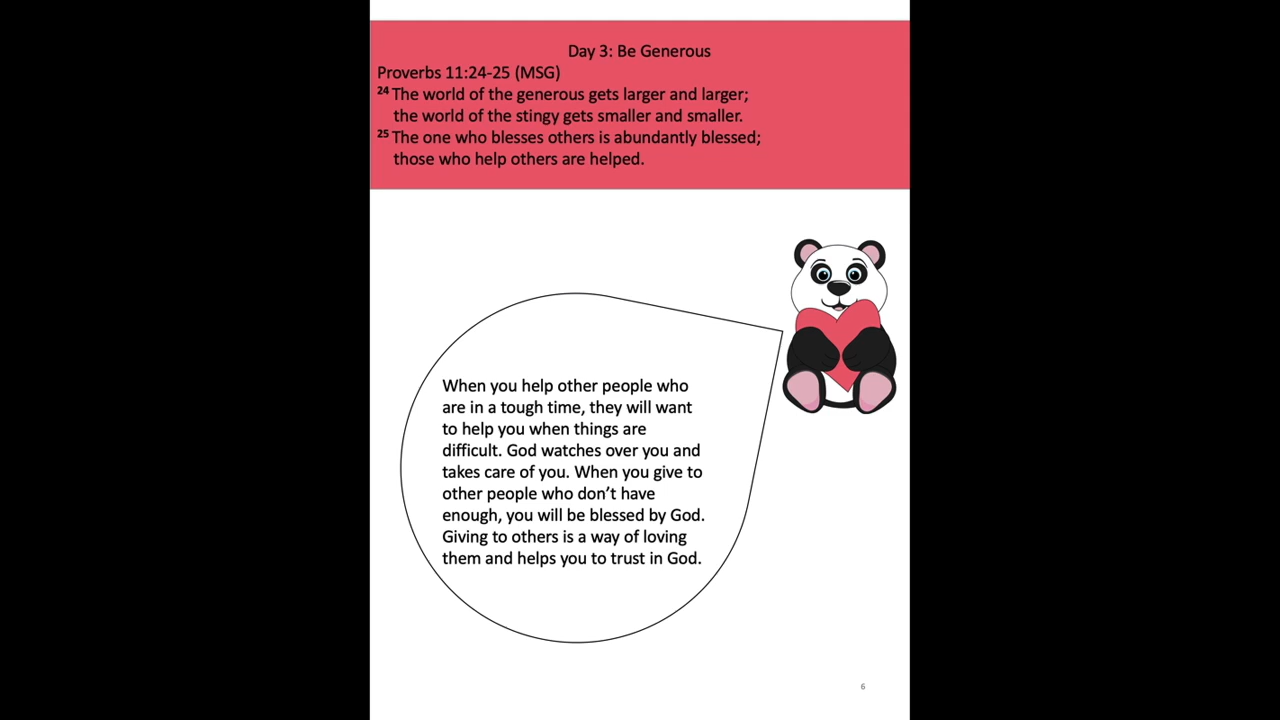 Day 3: Be Generous
Proverbs 11:24-25 (MSG)
24 The world of the generous gets larger and larger;
the world of the stingy gets smaller and smaller.
25 The one who blesses others is abundantly blessed;
those who help others are helped.
When you help other people who
are in a tough time, they will want
to help you when things are
difficult. God watches over you and
takes care of you. When you give to
other people who don’t have
enough, you will be blessed by God.
Giving to others is a way of loving
them and helps you to trust in God.
6